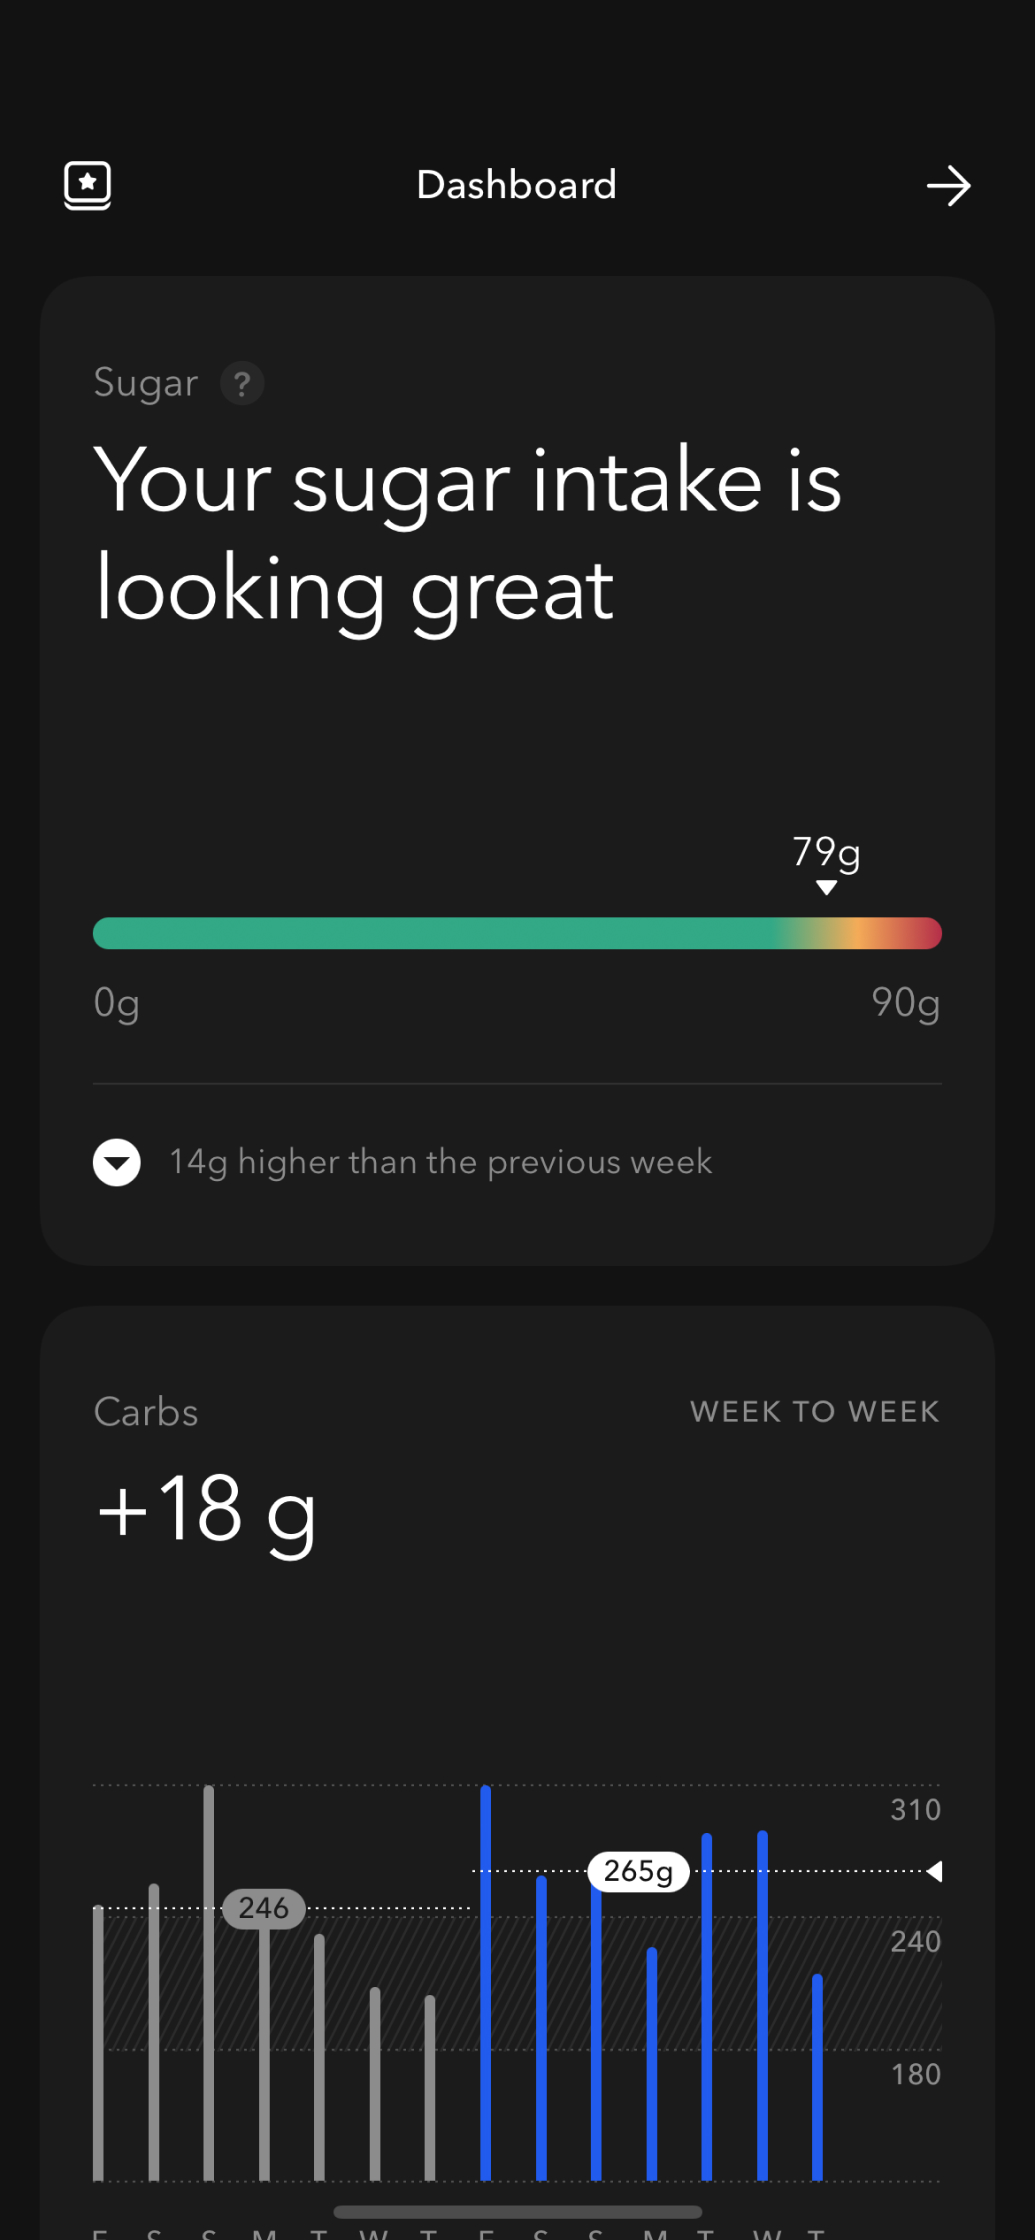 Dashboard
Sugar ?
Your sugar intake is
looking great
79g
0g 90g
14g higher than the previous week
Carbs WEEK TO WEEK
+18 g
310
265g
246
240
180
F S S M T W T F S S M T W T